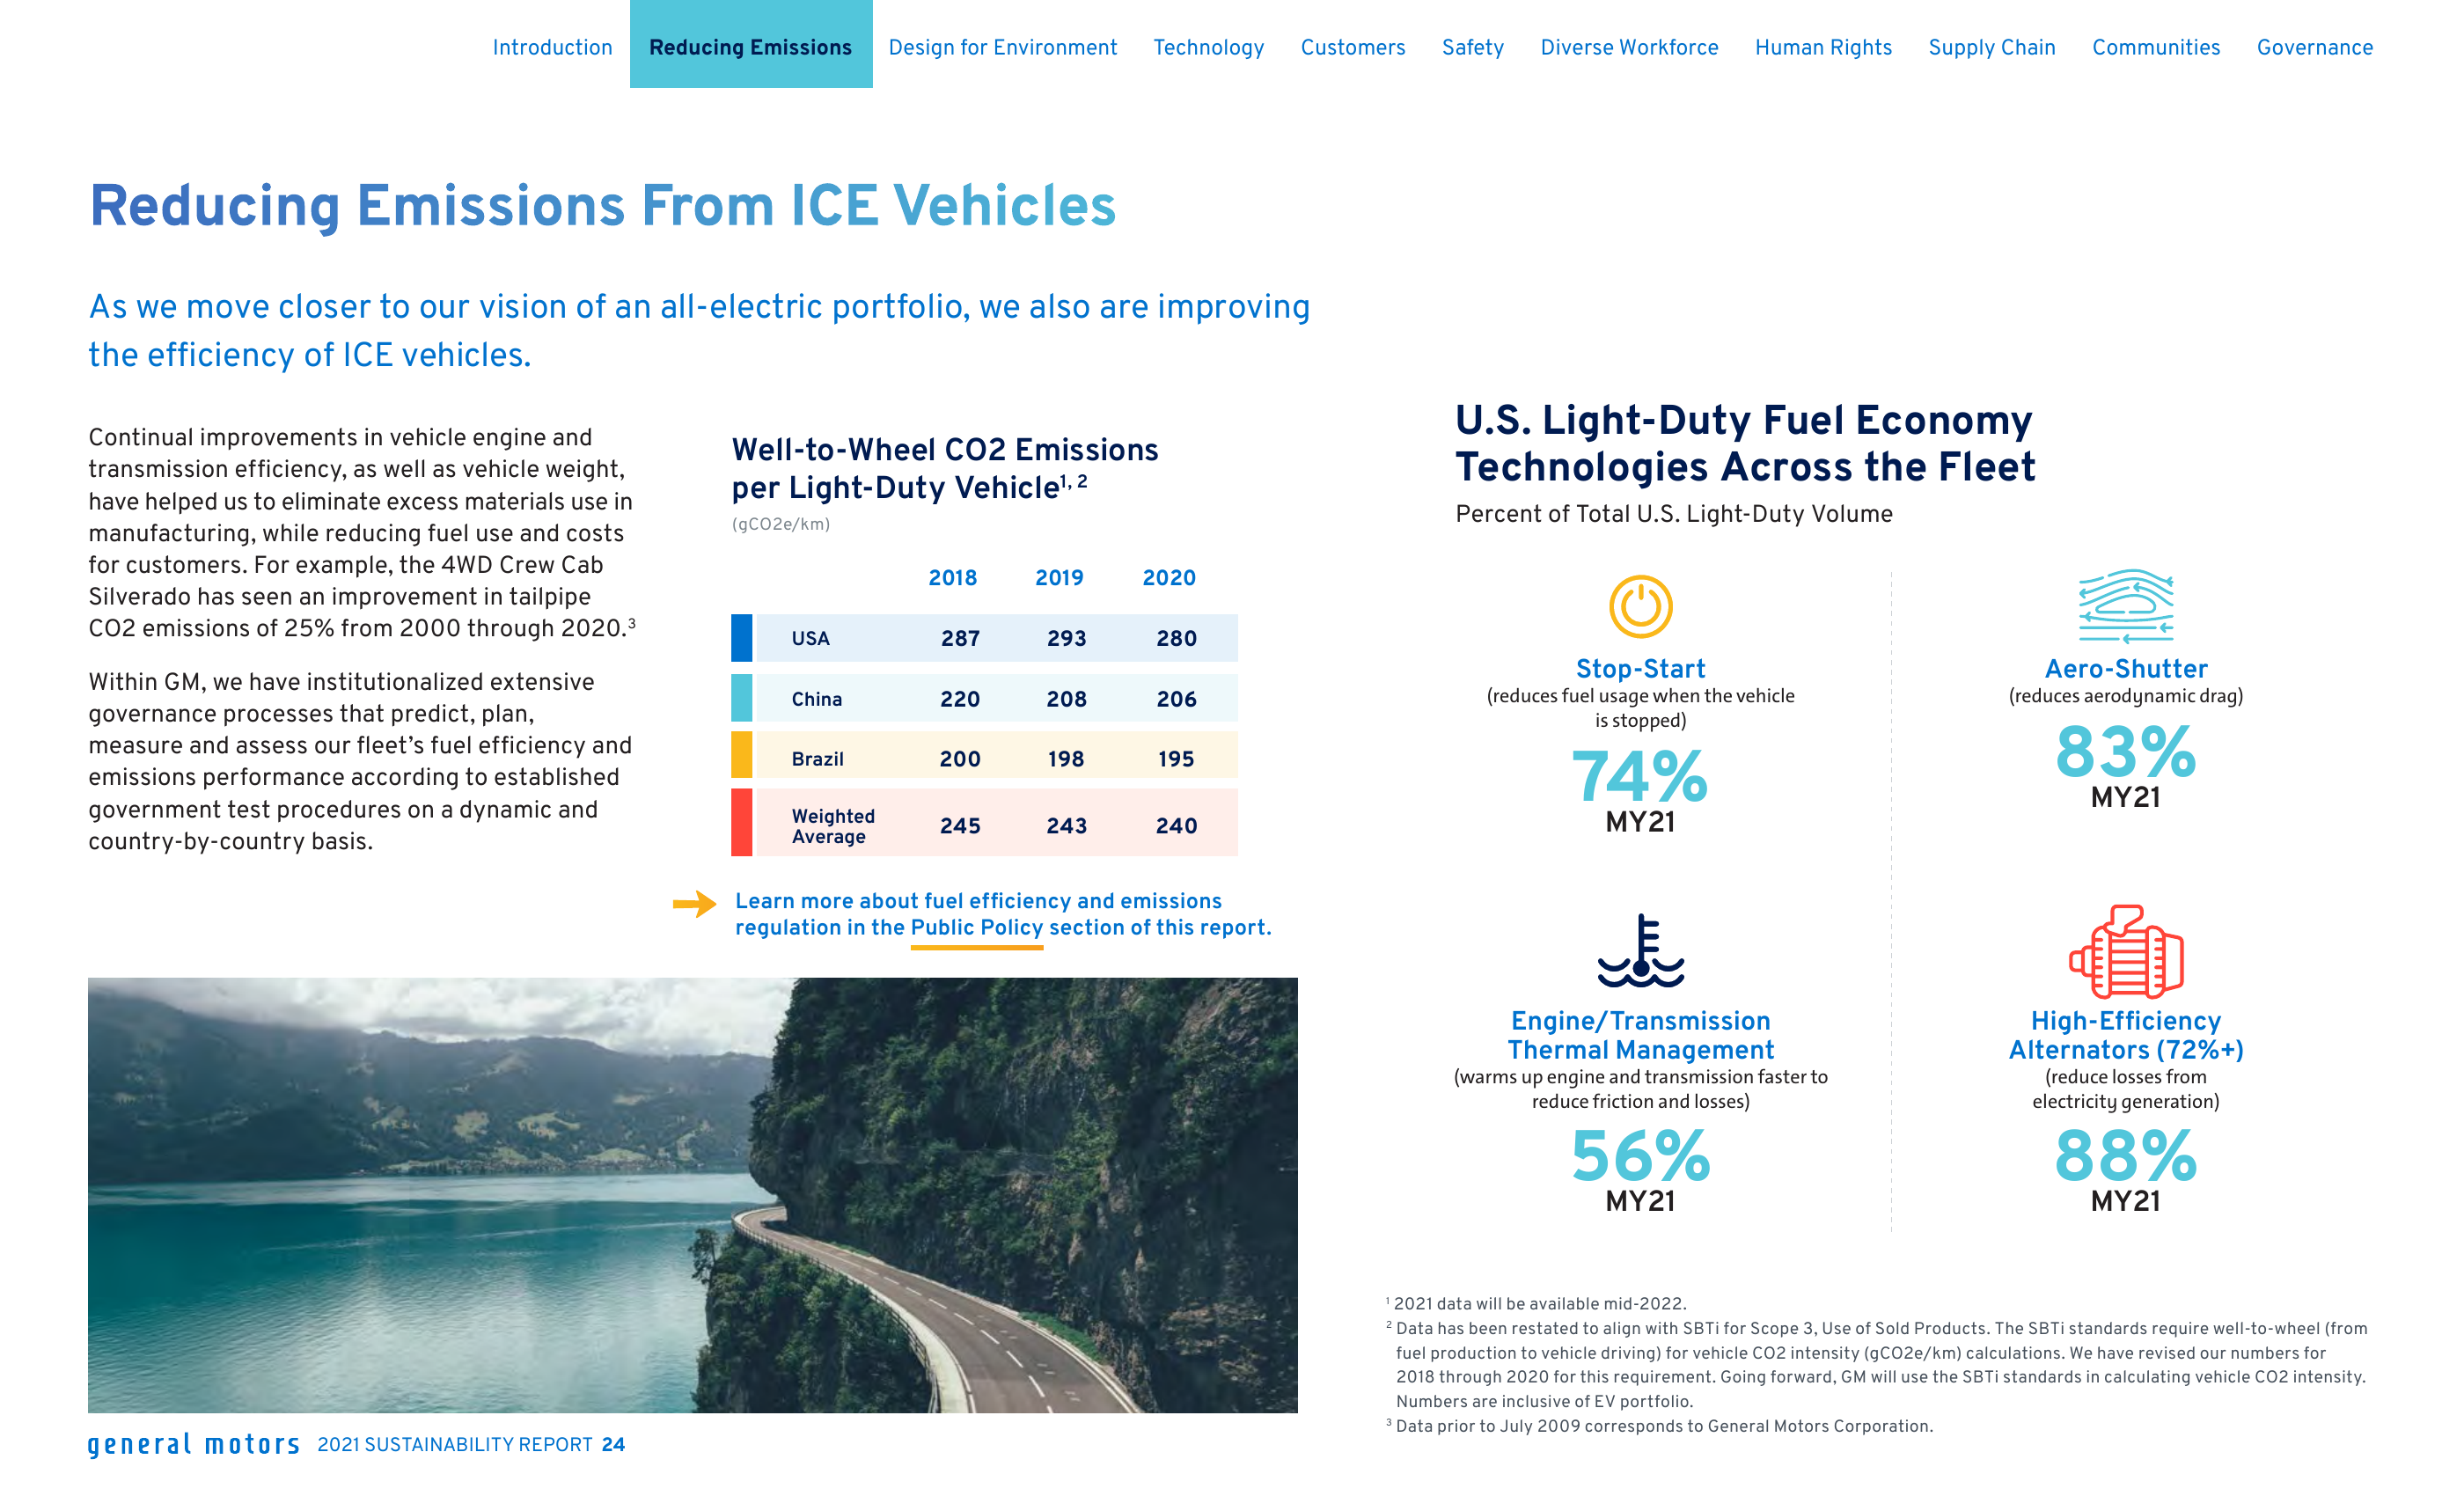 Introduction Reducing Emissions Design for Environment Technology Customers Safety Diverse Workforce Human Rights Supply Chain Communities Governance
Reducing Emissions From ICE Vehicles
As we move closer to our vision of an all-electric portfolio, we also are improving
the efficiency of ICE vehicles.
Continual improvements in vehicle engine and
transmission efficiency, as well as vehicle weight,
have helped us to eliminate excess materials use in
manufacturing, while reducing fuel use and costs
for customers. For example, the 4WD Crew Cab
Silverado has seen an improvement in tailpipe
CO2 emissions of 25% from 2000 through 2020.3
Within GM, we have institutionalized extensive
governance processes that predict, plan,
measure and assess our fleet's fuel efficiency and
emissions performance according to established
government test procedures on a dynamic and
country-by-country basis.
Well-to-Wheel CO2 Emissions
per Light-Duty Vehicle1, 2
(gCO2e/km)
2018 2019 2020
USA 287 293 280
China 220 208 206
Brazil 200 198 195
Weighted
Average 245 243 240
Learn more about fuel efficiency and emissions
regulation in the Public Policy section of this report.
U.S. Light-Duty Fuel Economy
Technologies Across the Fleet
Percent of Total U.S. Light-Duty Volume
Stop-Start
(reduces fuel usage when the vehicle
is stopped)
74%
MY21
Aero-Shutter
(reduces aerodynamic drag)
83%
MY21
Engine/Transmission
Thermal Management
(warms up engine and transmission faster to
reduce friction and losses)
56%
MY21
High-Efficiency
Alternators (72%+)
(reduce losses from
electricity generation)
88%
MY21
1 2021 data will be available mid-2022.
2 Data has been restated to align with SBTi for Scope 3, Use of Sold Products. The SBTi standards require well-to-wheel (from
fuel production to vehicle driving) for vehicle CO2 intensity (gCO2e/km) calculations. We have revised our numbers for
2018 through 2020 for this requirement. Going forward, GM will use the SBTi standards in calculating vehicle CO2 intensity.
Numbers are inclusive of EV portfolio.
3 Data prior to July 2009 corresponds to General Motors Corporation.
general motors 2021 SUSTAINABILITY REPORT 24